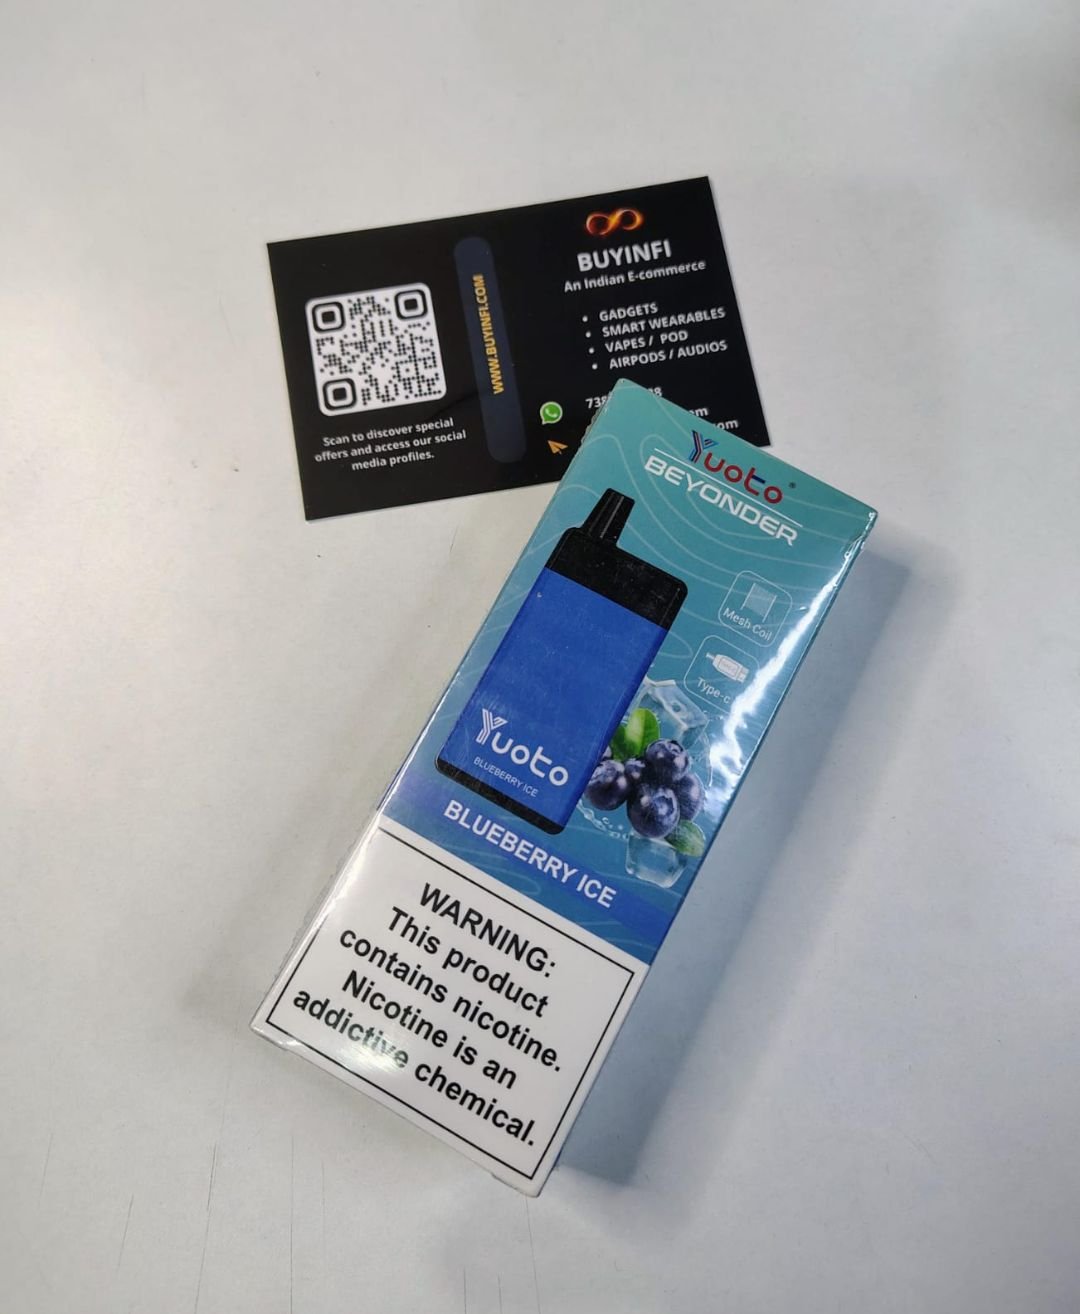 BUYINFI
An Indian E-commerce
• GADGETS
• SMART WEARABLES
• VAPES / POD
• AIRPODS / AUDIOS
WWW.BUYINFI.COM
Scan to discover special
offers and access our social
media profiles.
Yuoto®
BEYONDER
Mesh Coil
Type-c
Yuoto
BLUEBERRY ICE
BLUEBERRY ICE
WARNING:
This product
contains nicotine.
Nicotine is an
addictive chemical.